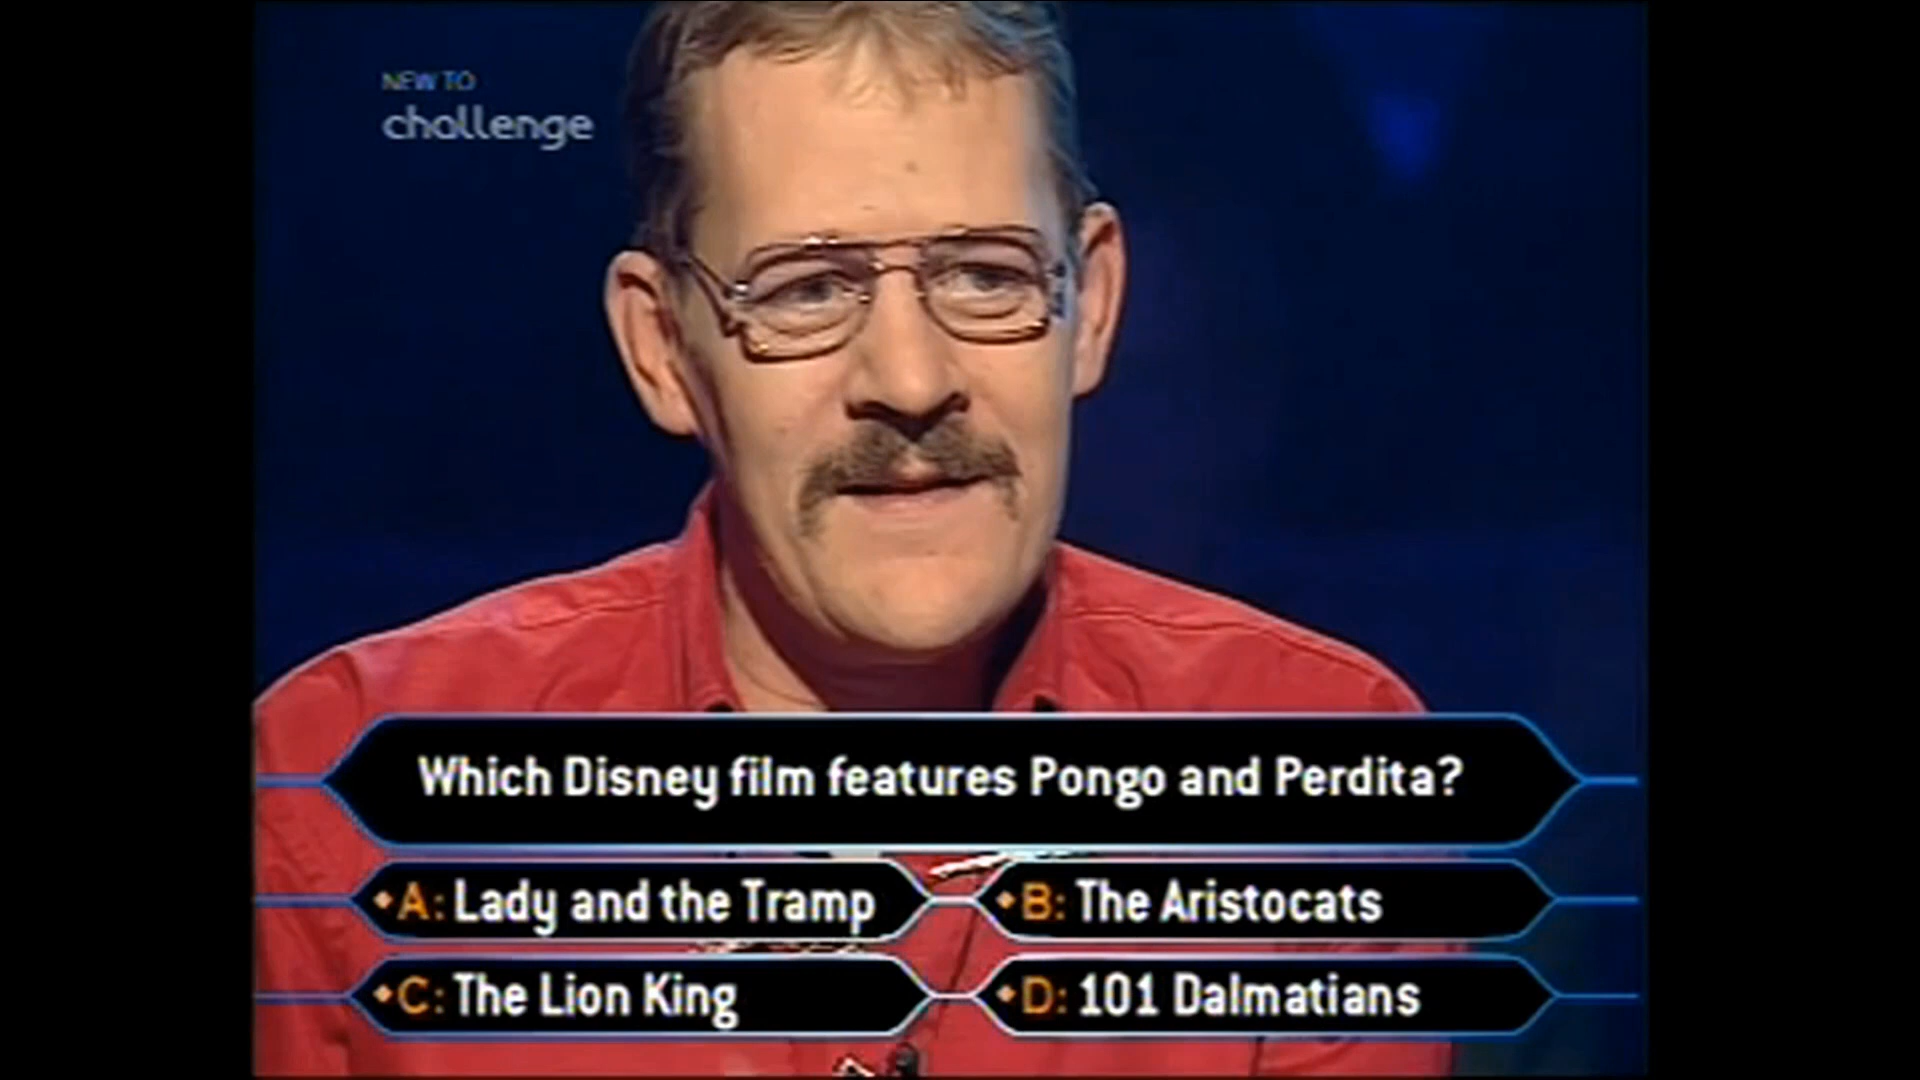 NEW TO
challenge
Which Disney film features Pongo and Perdita?
A: Lady and the Tramp
B: The Aristocats
C: The Lion King
D: 101 Dalmatians